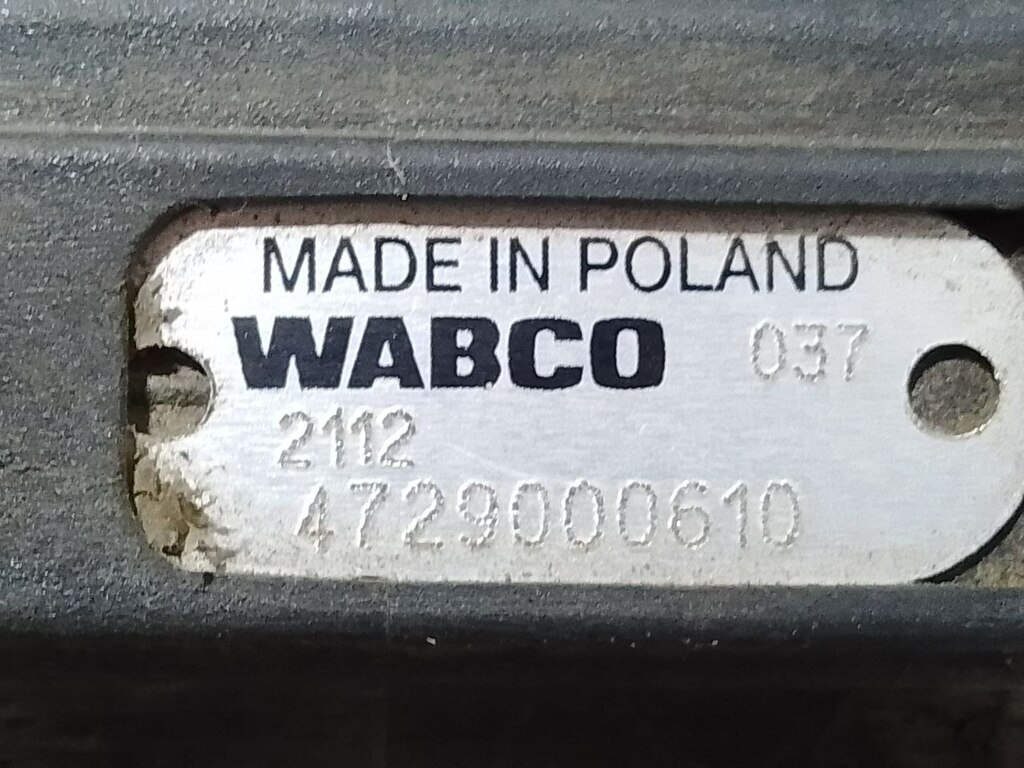 MADE IN POLAND
WABCO 037
2112
4729000610